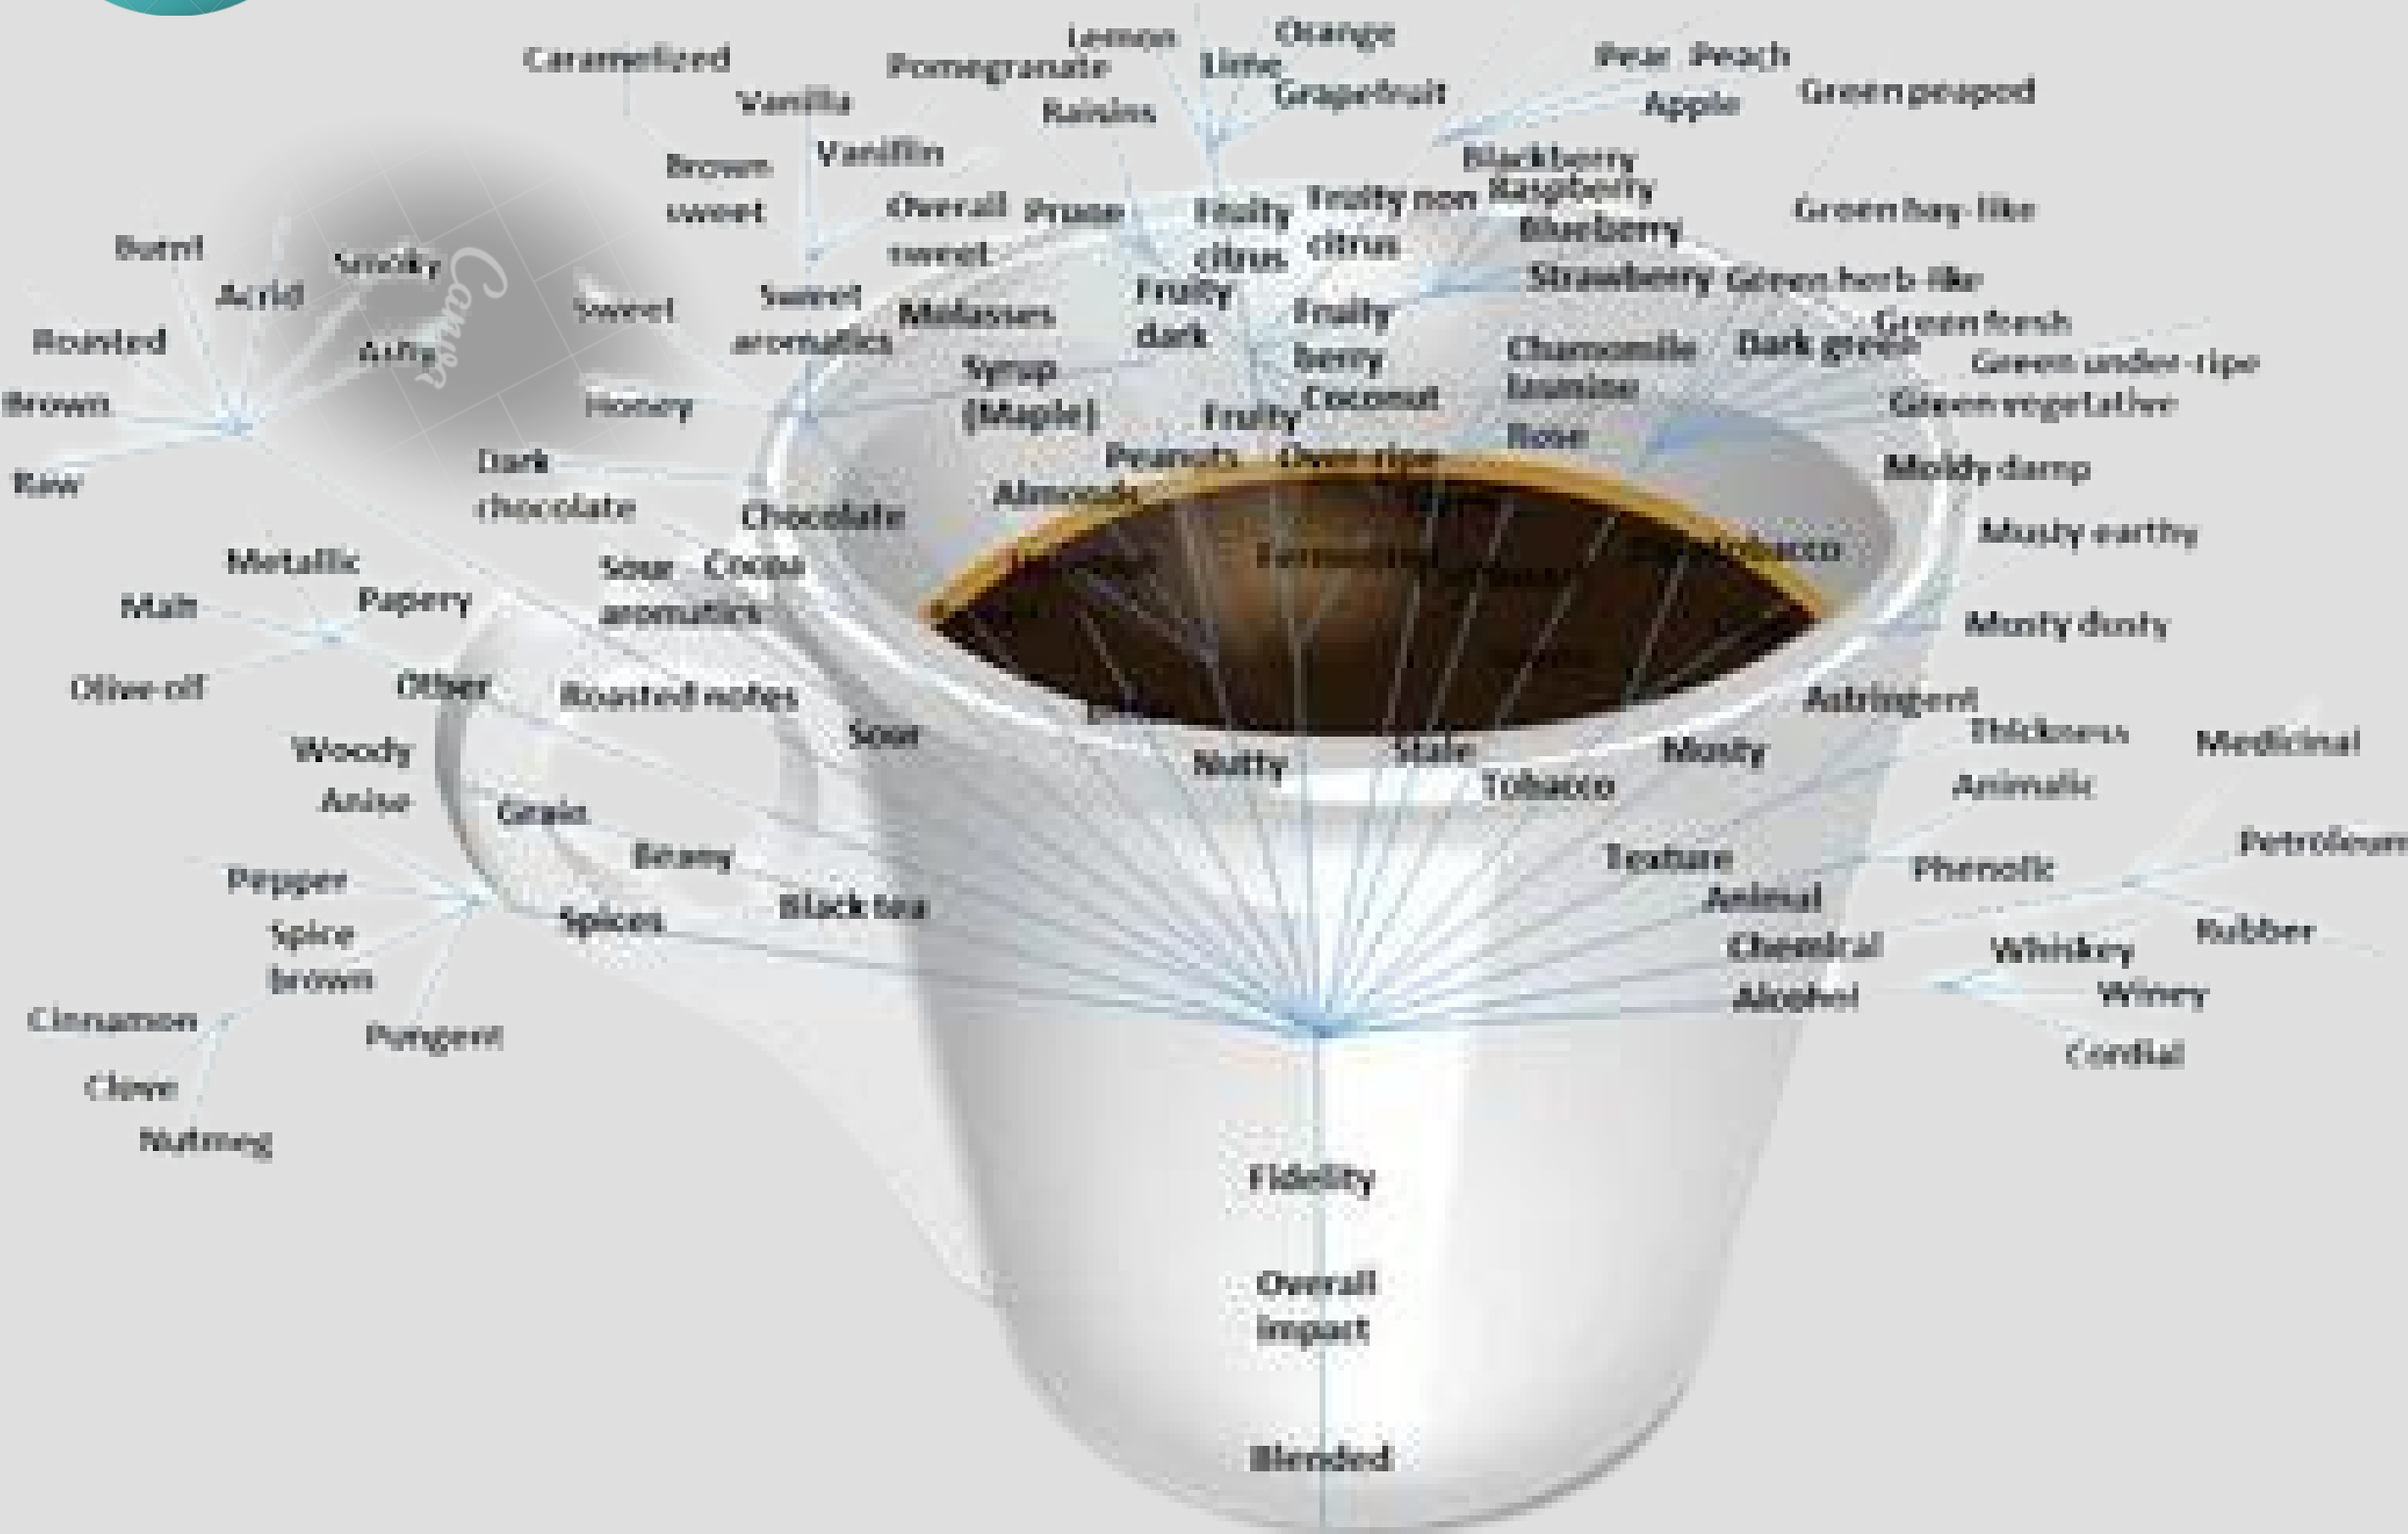 Caramelized
Vanilla
Vanillin
Brown
sweet
Overall
sweet
Pomegranate
Raisins
Prune
Lemon
Lime
Orange
Grapefruit
Fruity
citrus
Fruity non
citrus
Pear Peach
Apple
Green peapod
Blackberry
Raspberry
Blueberry
Strawberry
Green hay-like
Green herb-like
Green fresh
Dark green
Green under-ripe
Green vegetative
Burnt
Acrid
Smoky
Ashy
Roasted
Brown
Raw
Canva
Sweet
Honey
Sweet
aromatics
Molasses
Syrup
(Maple)
Fruity
dark
Fruity
berry
Coconut
Fruity
Chamomile
Jasmine
Rose
Peanuts
Over-ripe
Almonds
Dark
chocolate
Chocolate
Cocoa
Sour
aromatics
Fermented
Moldy damp
Musty earthy
Musty dusty
Metallic
Malt
Papery
Olive oil
Other
Roasted notes
Sour
Nutty
Stale
Tobacco
Musty
Astringent
Thickness
Medicinal
Animalic
Woody
Anise
Grain
Beany
Black tea
Texture
Animal
Phenolic
Petroleum
Pepper
Spices
Spice
brown
Chemical
Alcohol
Whiskey
Rubber
Winey
Cordial
Cinnamon
Pungent
Clove
Nutmeg
Fidelity
Overall
impact
Blended